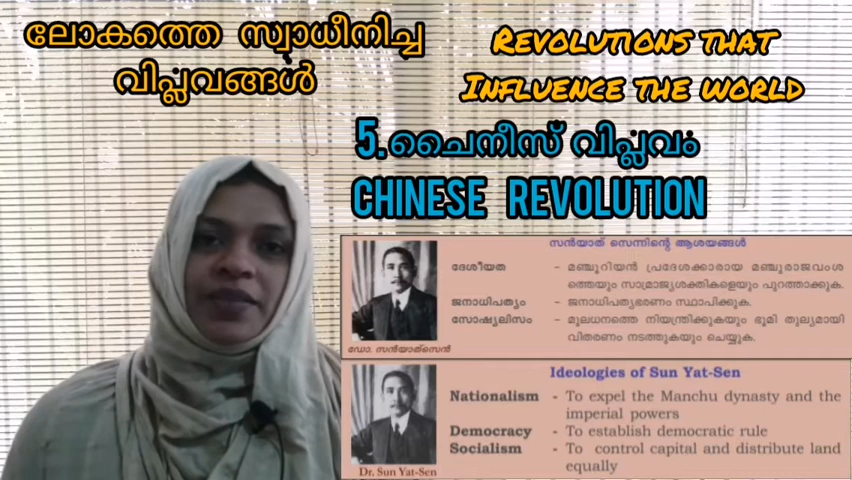 ലോകത്തെ സ്വാധീനിച്ച
വിപ്ലവങ്ങൾ
REVOLUTIONS THAT
INFLUENCE THE WORLD
5. ചൈനീസ് വിപ്ലവം
CHINESE REVOLUTION
സൻയാത് സെന്നിന്റെ ആശയങ്ങൾ
ദേശീയത - മഞ്ചൂറിയൻ പ്രദേശക്കാരായ മഞ്ചുരാജവംശ
ത്തെയും സാമ്രാജ്യശക്തികളെയും പുറത്താക്കുക.
ജനാധിപത്യം - ജനാധിപത്യഭരണം സ്ഥാപിക്കുക.
സോഷ്യലിസം - മൂലധനത്തെ നിയന്ത്രിക്കുകയും ഭൂമി തുല്യമായി
വിതരണം നടത്തുകയും ചെയ്യുക.
ഡോ. സൻയാത്സെൻ
Ideologies of Sun Yat-Sen
Nationalism - To expel the Manchu dynasty and the
imperial powers
Democracy - To establish democratic rule
Socialism - To control capital and distribute land
equally
Dr. Sun Yat-Sen